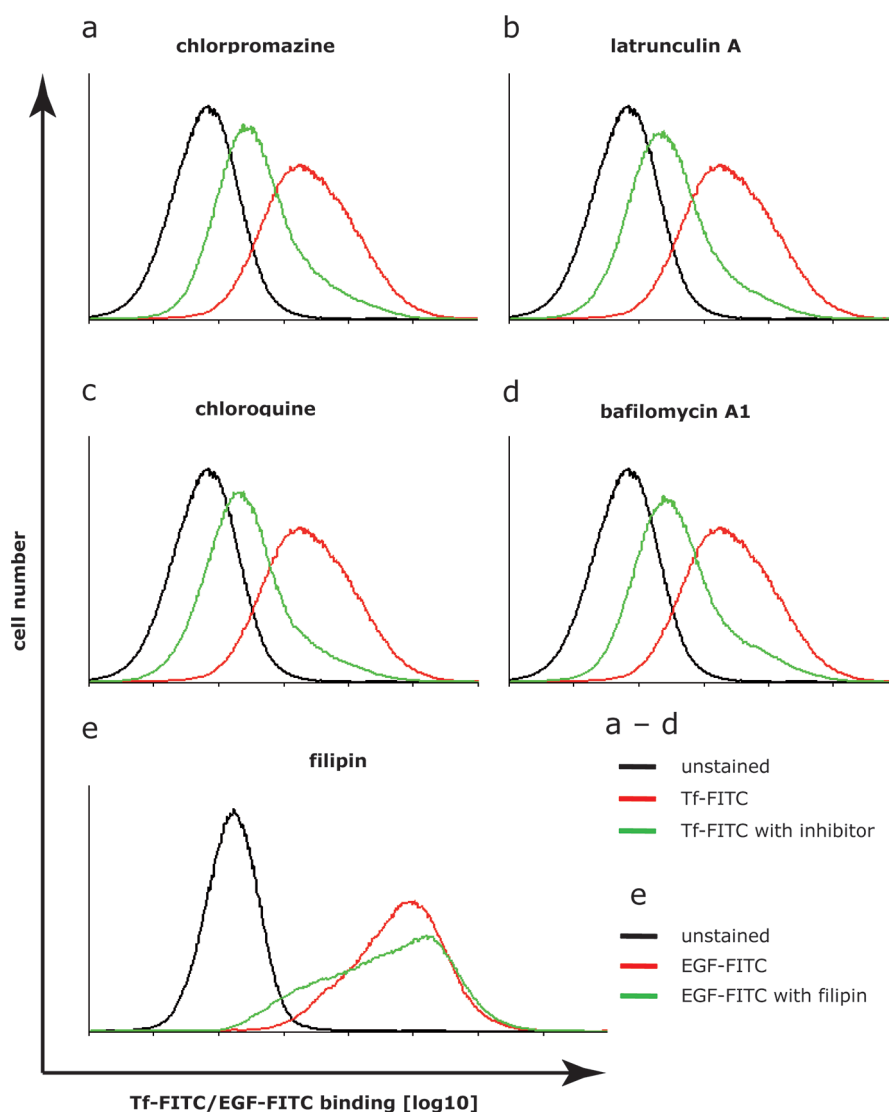 a
chlorpromazine
b
latrunculin A
c
chloroquine
d
bafilomycin A1
cell number
e
filipin
a – d
unstained
Tf-FITC
Tf-FITC with inhibitor
e
unstained
EGF-FITC
EGF-FITC with filipin
Tf-FITC/EGF-FITC binding [log10]